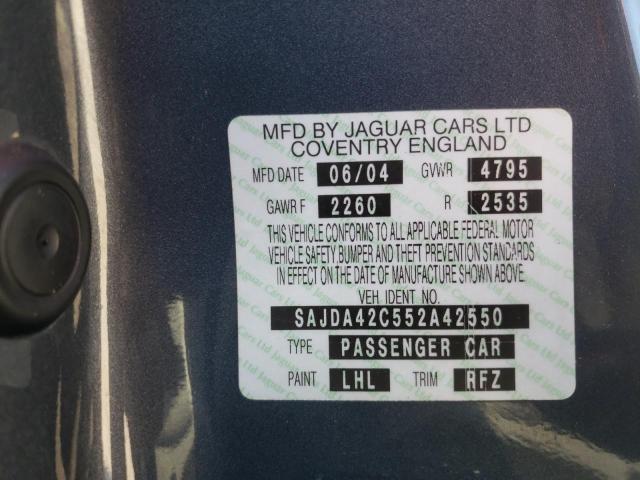 MFD BY JAGUAR CARS LTD
COVENTRY ENGLAND
MFD DATE 06/04 GVWR 4795
GAWR F 2260 R 2535
THIS VEHICLE CONFORMS TO ALL APPLICABLE FEDERAL MOTOR
VEHICLE SAFETY BUMPER AND THEFT PREVENTION STANDARDS
IN EFFECT ON THE DATE OF MANUFACTURE SHOWN ABOVE.
VEH IDENT NO.
SAJDA42C552A42550
TYPE PASSENGER CAR
PAINT LHL TRIM RFZ